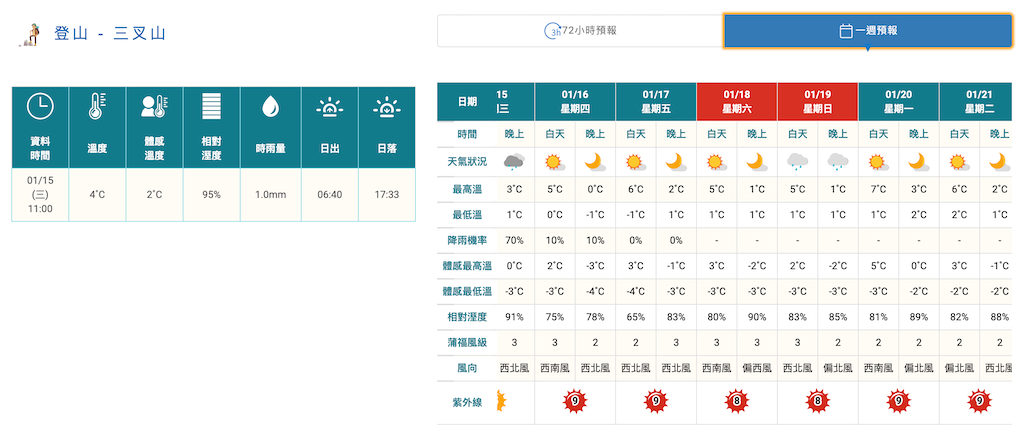 登山 - 三叉山
3h 72小時預報
一週預報
資料時間 溫度 體感溫度 相對溼度 時雨量 日出 日落
01/15 (三) 11:00 4˚C 2˚C 95% 1.0mm 06:40 17:33
日期 15 三 01/16 星期四 01/17 星期五 01/18 星期六 01/19 星期日 01/20 星期一 01/21 星期二
時間 晚上 白天 晚上 白天 晚上 白天 晚上 白天 晚上 白天 晚上 白天 晚上
天氣狀況
最高溫 3˚C 5˚C 0˚C 6˚C 2˚C 5˚C 1˚C 5˚C 1˚C 7˚C 3˚C 6˚C 2˚C
最低溫 1˚C 0˚C -1˚C -1˚C 1˚C 1˚C 1˚C 1˚C 1˚C 1˚C 2˚C 2˚C 1˚C
降雨機率 70% 10% 10% 0% 0% - - - - - - - -
體感最高溫 0˚C 2˚C -3˚C 3˚C -1˚C 3˚C -2˚C 2˚C -2˚C 5˚C 0˚C 3˚C -1˚C
體感最低溫 -3˚C -3˚C -4˚C -4˚C -3˚C -3˚C -3˚C -3˚C -3˚C -3˚C -2˚C -2˚C -2˚C
相對溼度 91% 75% 78% 65% 83% 80% 90% 83% 85% 81% 89% 82% 88%
蒲福風級 3 3 2 2 3 3 3 3 2 2 2 2 2
風向 西北風 西南風 西北風 西北風 西北風 西南風 偏西風 西北風 偏北風 西南風 偏北風 偏北風 西北風
紫外線 9 9 8 8 9 9